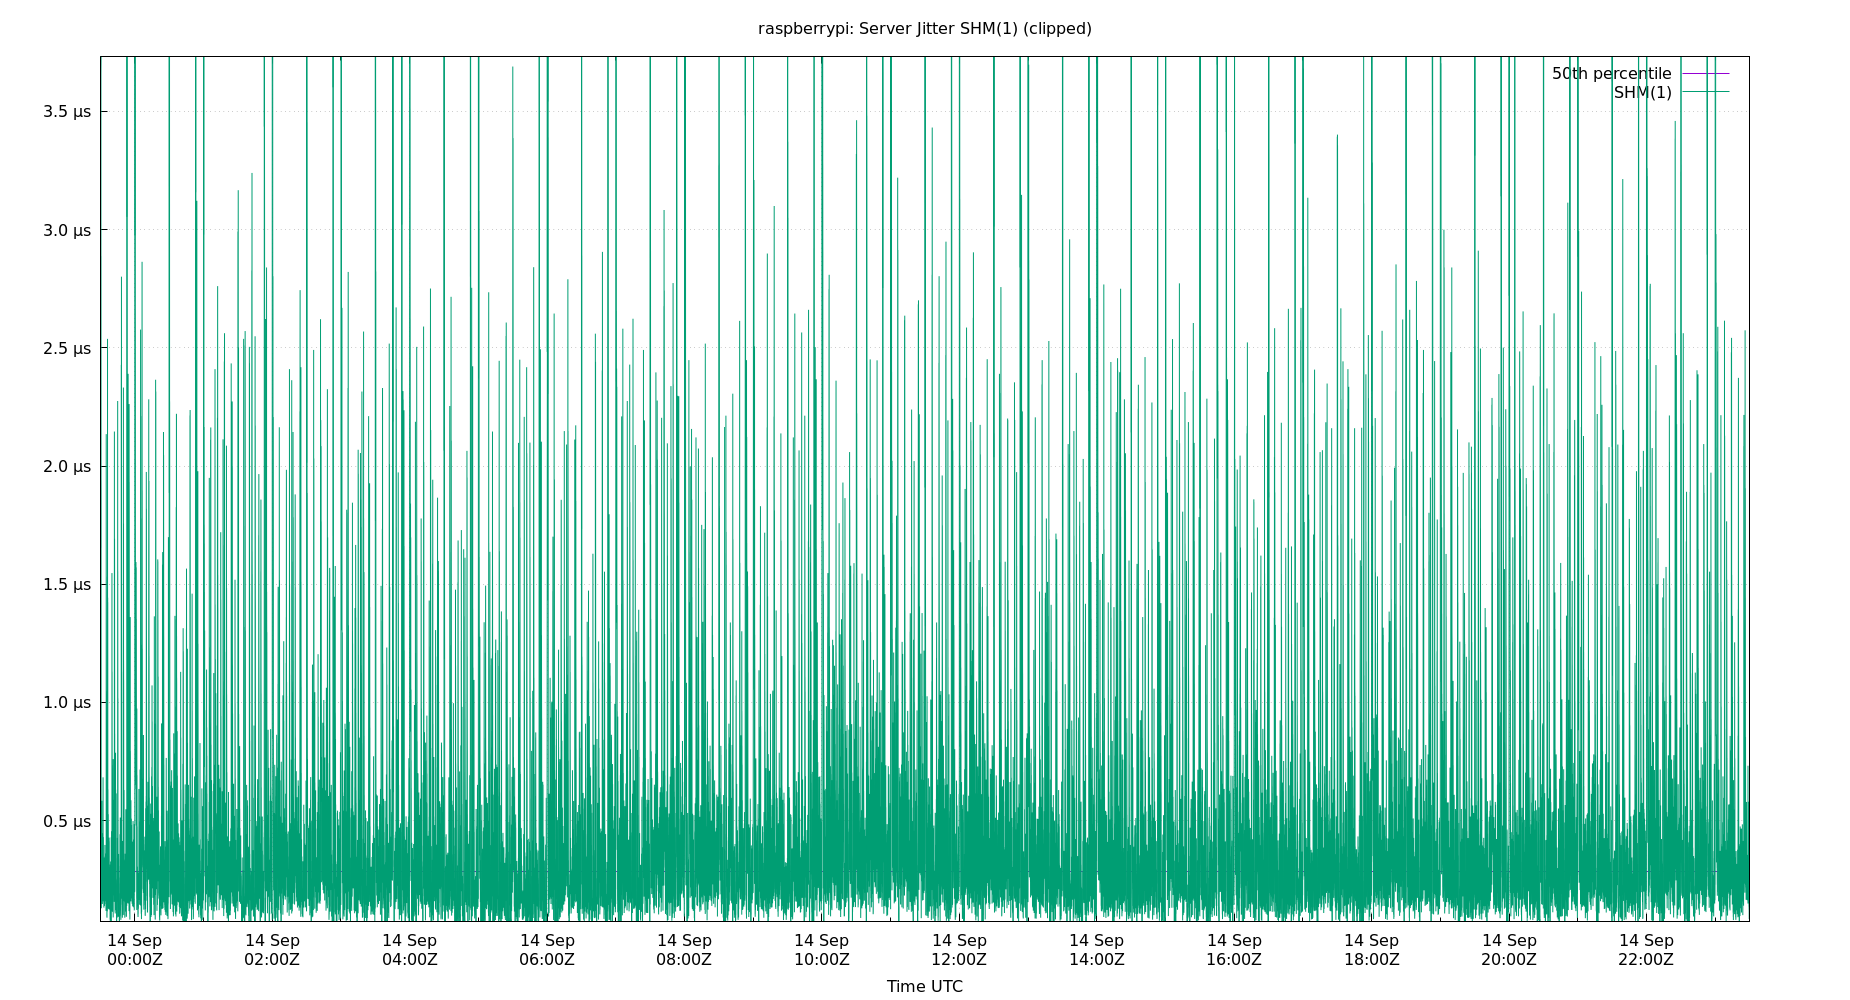 raspberrypi: Server Jitter SHM(1) (clipped)
50th percentile
SHM(1)
3.5 µs
3.0 µs
2.5 µs
2.0 µs
1.5 µs
1.0 µs
0.5 µs
14 Sep 14 Sep 14 Sep 14 Sep 14 Sep 14 Sep 14 Sep 14 Sep 14 Sep 14 Sep 14 Sep 14 Sep
00:00Z 02:00Z 04:00Z 06:00Z 08:00Z 10:00Z 12:00Z 14:00Z 16:00Z 18:00Z 20:00Z 22:00Z
Time UTC